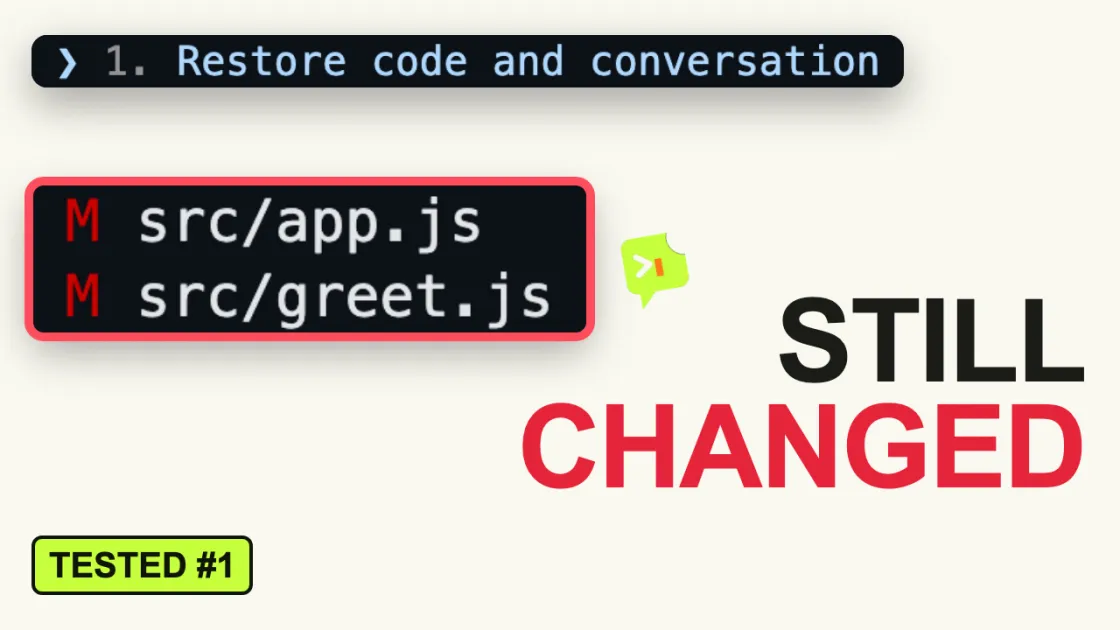 ❯ 1. Restore code and conversation
M src/app.js
M src/greet.js
STILL
CHANGED
TESTED #1